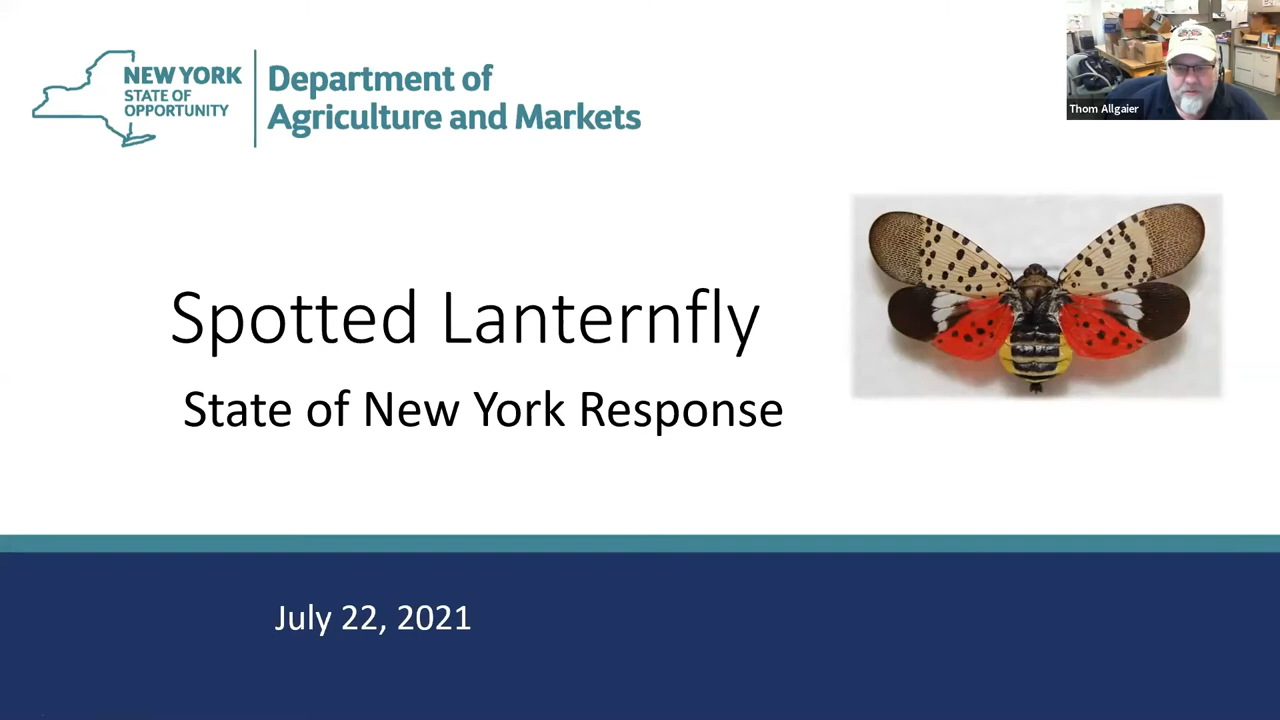 NEW YORK
STATE OF
OPPORTUNITY
Department of
Agriculture and Markets
Thom Allgaier
Spotted Lanternfly
State of New York Response
July 22, 2021